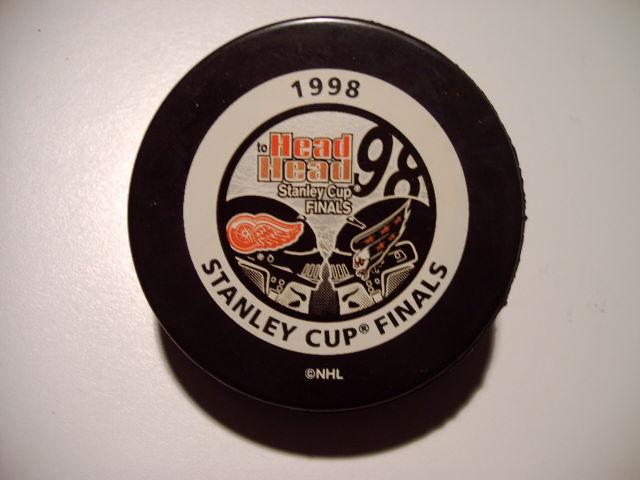 1998
Head
to
Head
98
Stanley Cup®
FINALS
STANLEY CUP® FINALS
©NHL